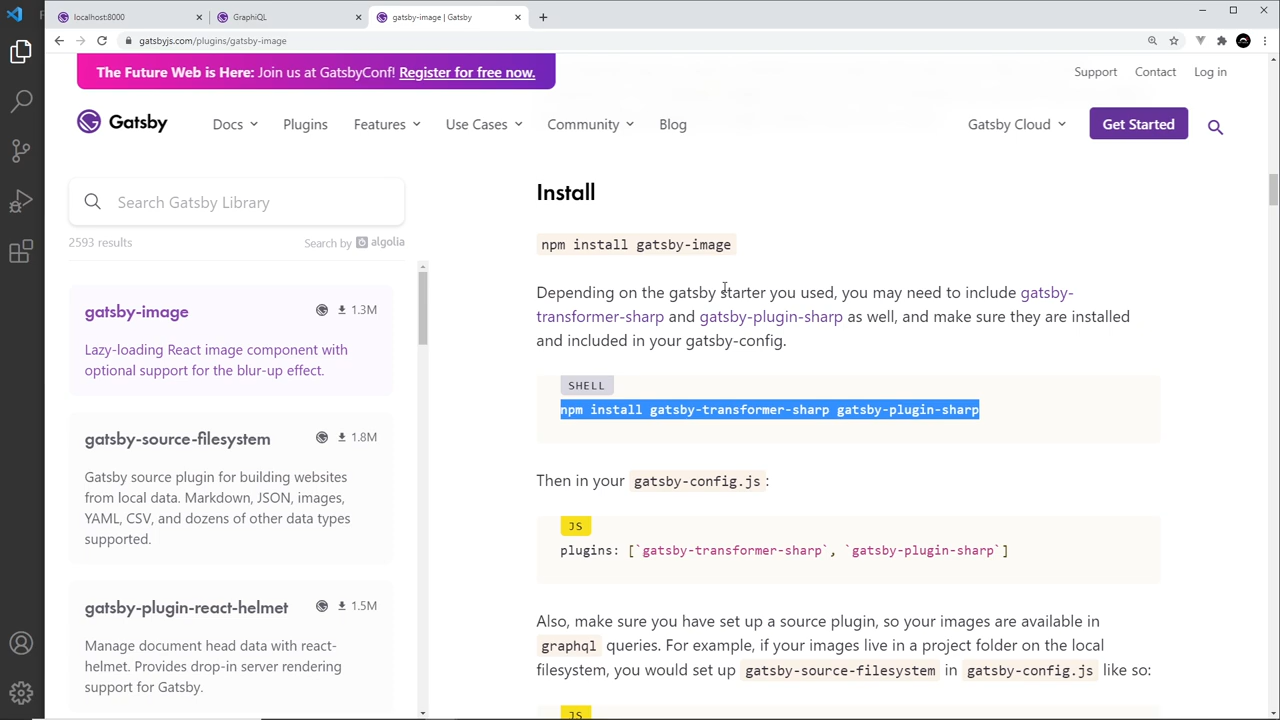 localhost:8000
GraphiQL
gatsby-image | Gatsby
gatsbyjs.com/plugins/gatsby-image
The Future Web is Here: Join us at GatsbyConf! Register for free now.
Support Contact Log in
Gatsby
Docs Plugins Features Use Cases Community Blog Gatsby Cloud Get Started
Search Gatsby Library
2593 results
Search by algolia
gatsby-image 1.3M
Lazy-loading React image component with
optional support for the blur-up effect.
gatsby-source-filesystem 1.8M
Gatsby source plugin for building websites
from local data. Markdown, JSON, images,
YAML, CSV, and dozens of other data types
supported.
gatsby-plugin-react-helmet 1.5M
Manage document head data with react-
helmet. Provides drop-in server rendering
support for Gatsby.
Install
npm install gatsby-image
Depending on the gatsby starter you used, you may need to include gatsby-
transformer-sharp and gatsby-plugin-sharp as well, and make sure they are installed
and included in your gatsby-config.
SHELL
npm install gatsby-transformer-sharp gatsby-plugin-sharp
Then in your gatsby-config.js:
JS
plugins: [`gatsby-transformer-sharp`, `gatsby-plugin-sharp`]
Also, make sure you have set up a source plugin, so your images are available in
graphql queries. For example, if your images live in a project folder on the local
filesystem, you would set up gatsby-source-filesystem in gatsby-config.js like so:
JS